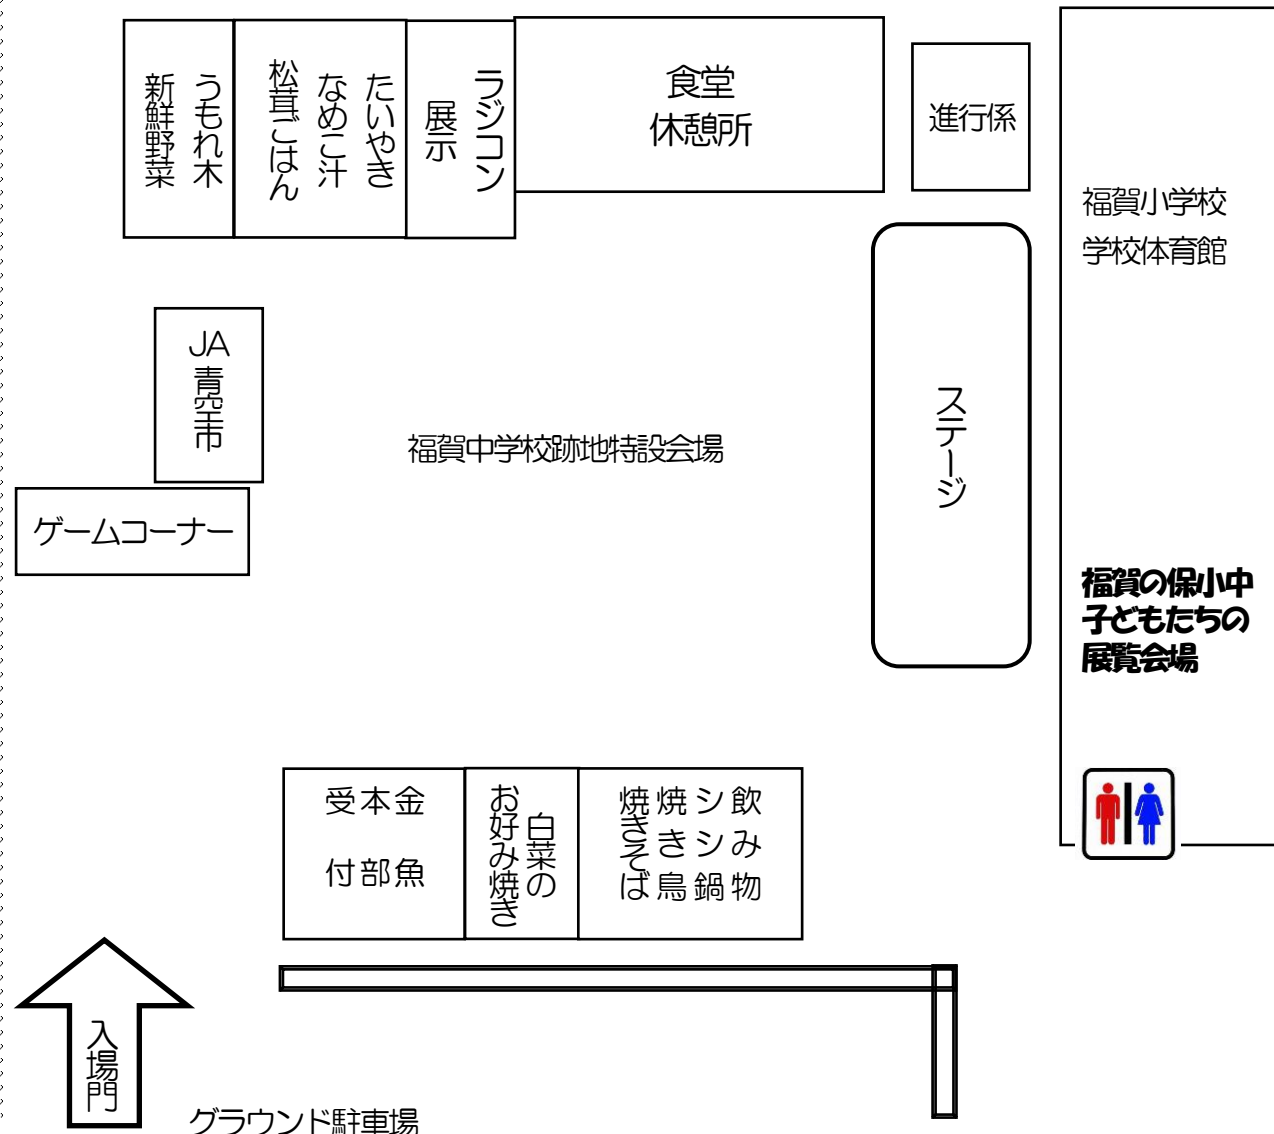 うもれ木
新鮮野菜
たいやき
なめこ汁
松茸ごはん
ラジコン
展示
食堂
休憩所
進行係
福賀小学校
学校体育館
JA青空市
ステージ
福賀中学校跡地特設会場
ゲームコーナー
福賀の保小中
子どもたちの
展覧会場
金魚
本部
受付
白菜の
お好み焼き
飲み物
シシ鍋
焼き鳥
焼きそば
入場門
グラウンド駐車場